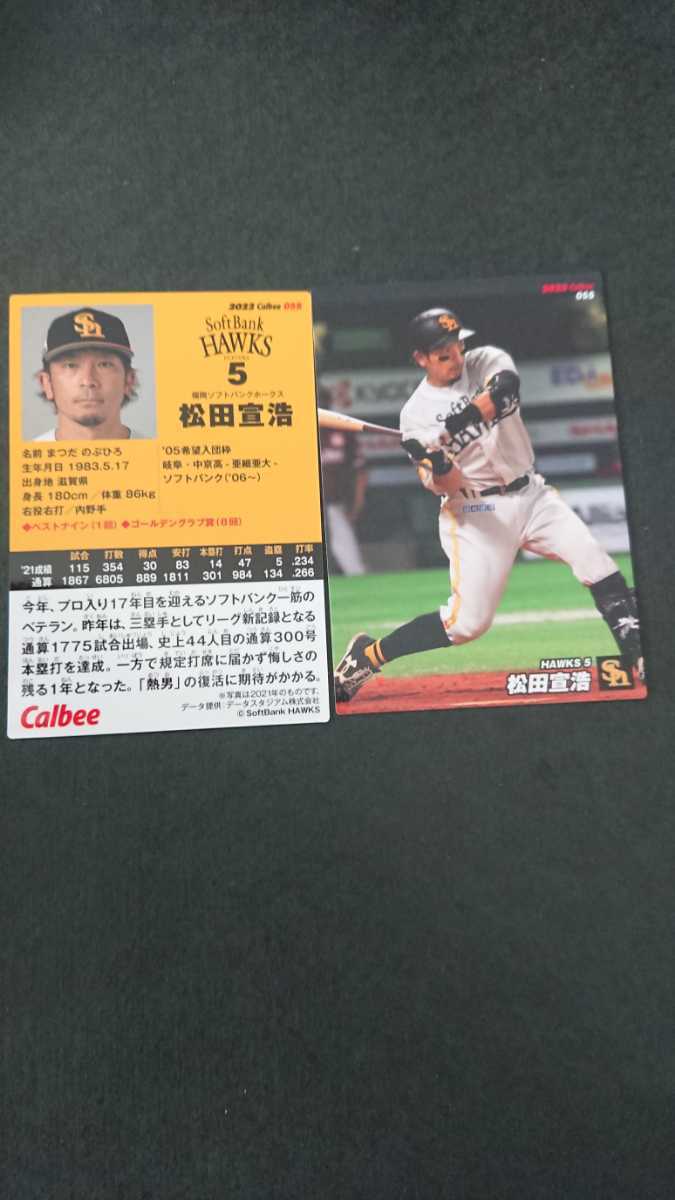 2022 Calbee 055
SoftBank
HAWKS
FUKUOKA
5
福岡ソフトバンクホークス
松田宣浩
名前 まつだ のぶひろ
生年月日 1983.5.17
出身地 滋賀県
身長 180cm/体重 86kg
右投右打/内野手
'05希望入団枠
岐阜-中京高-亜細亜大-
ソフトバンク('06〜)
◆ベストナイン(1回) ◆ゴールデングラブ賞(8回)
試合 打数 得点 安打 本塁打 打点 盗塁 打率
'21成績 115 354 30 83 14 47 5 .234
通算 1867 6805 889 1811 301 984 134 .266
今年、プロ入り17年目を迎えるソフトバンク一筋の
ベテラン。昨年は、三塁手としてリーグ新記録となる
通算1775試合出場、史上44人目の通算300号
本塁打を達成。一方で規定打席に届かず悔しさの
残る1年となった。「熱男」の復活に期待がかかる。
※写真は2021年のものです。
データ提供:データスタジアム株式会社
© SoftBank HAWKS
Calbee
2022 Calbee
055
SoftBank
HAWKS
HAWKS 5
松田宣浩